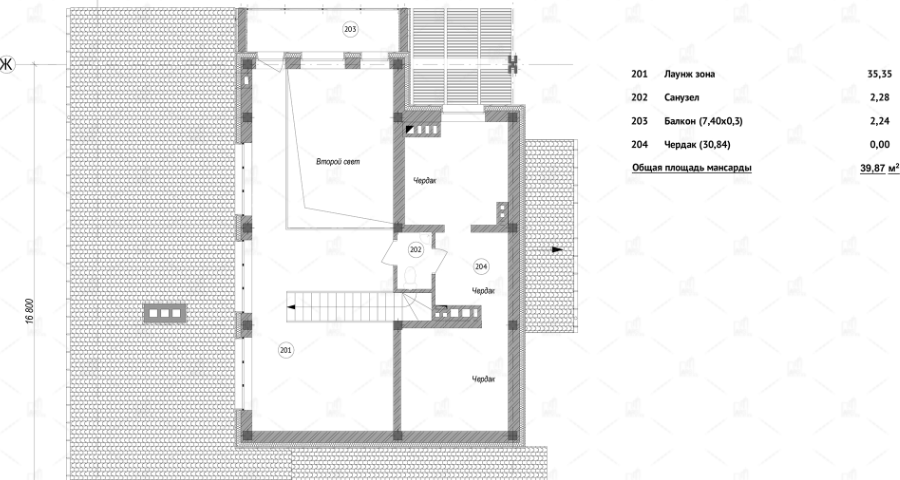 203
Ж
201 Лаунж зона 35,35
202 Санузел 2,28
203 Балкон (7,40х0,3) 2,24
204 Чердак (30,84) 0,00
Общая площадь мансарды 39,87 м²
Второй свет
Чердак
202
204
Чердак
16 800
201
Чердак